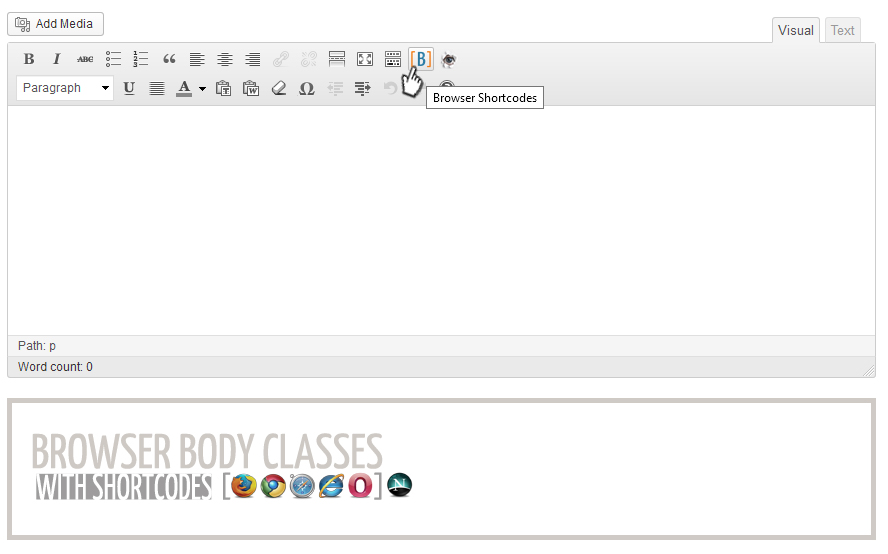 Add Media
Visual
Text
B I ABC
[B]
Paragraph
U A T W Ω
Browser Shortcodes
Path: p
Word count: 0
BROWSER BODY CLASSES
WITH SHORTCODES [ ] N